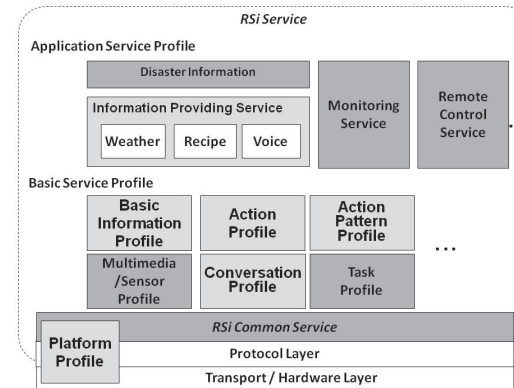 RSi Service
Application Service Profile
Disaster Information
Information Providing Service
Weather
Recipe
Voice
Monitoring
Service
Remote
Control
Service
Basic Service Profile
Basic
Information
Profile
Action
Profile
Action
Pattern
Profile
Multimedia
/Sensor
Profile
Conversation
Profile
Task
Profile
...
RSi Common Service
Platform
Profile
Protocol Layer
Transport / Hardware Layer